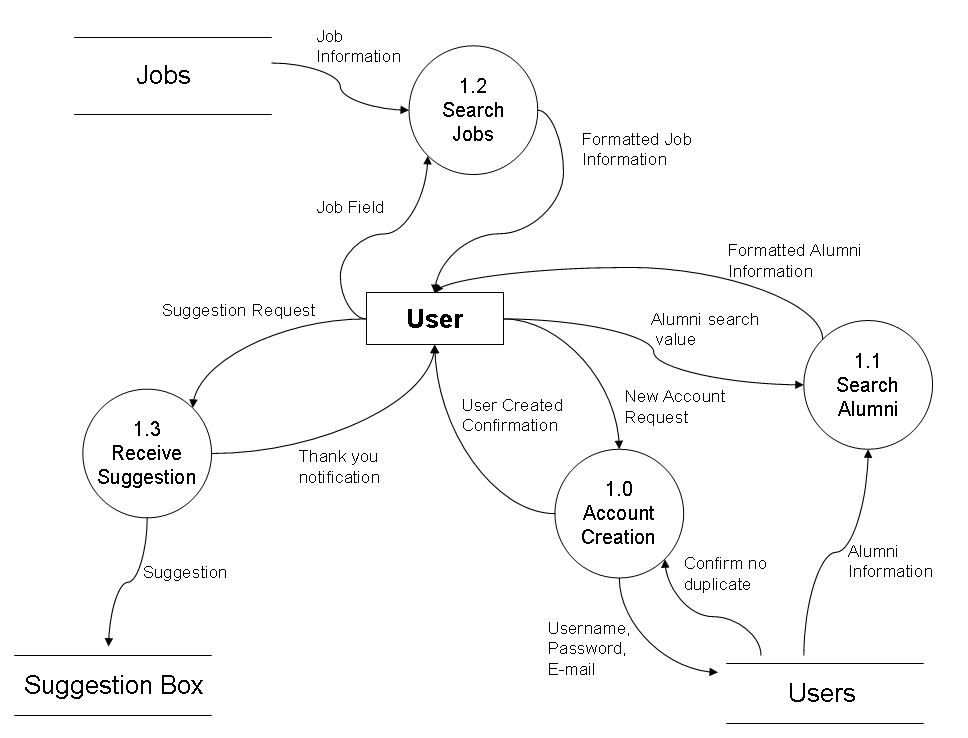 Job
Information
Jobs
1.2
Search
Jobs
Formatted Job
Information
Job Field
Formatted Alumni
Information
Suggestion Request
User
Alumni search
value
1.1
Search
Alumni
New Account
Request
User Created
Confirmation
1.3
Receive
Suggestion
Thank you
notification
1.0
Account
Creation
Suggestion
Confirm no
duplicate
Alumni
Information
Username,
Password,
E-mail
Suggestion Box
Users